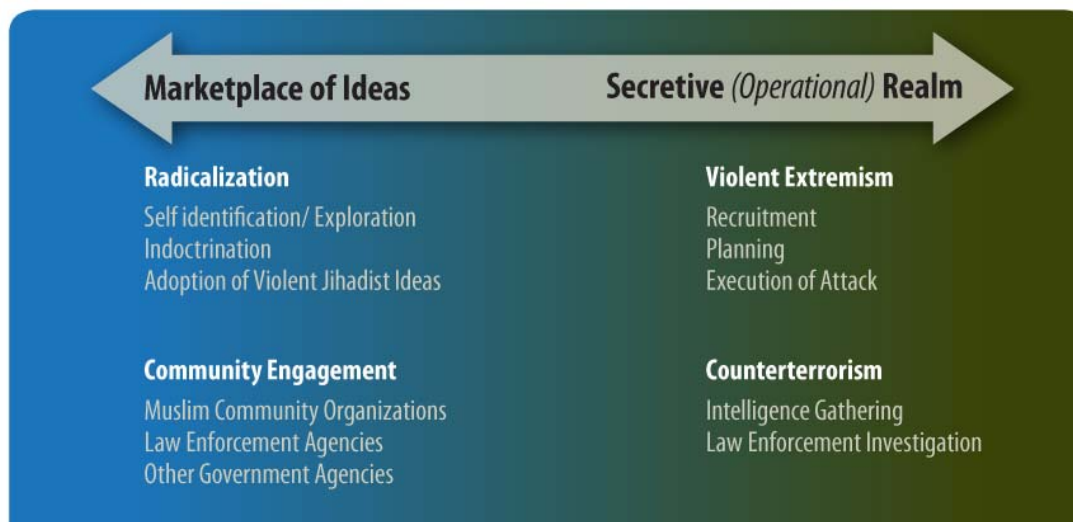 Marketplace of Ideas
Secretive (Operational) Realm
Radicalization
Self identification/ Exploration
Indoctrination
Adoption of Violent Jihadist Ideas
Violent Extremism
Recruitment
Planning
Execution of Attack
Community Engagement
Muslim Community Organizations
Law Enforcement Agencies
Other Government Agencies
Counterterrorism
Intelligence Gathering
Law Enforcement Investigation